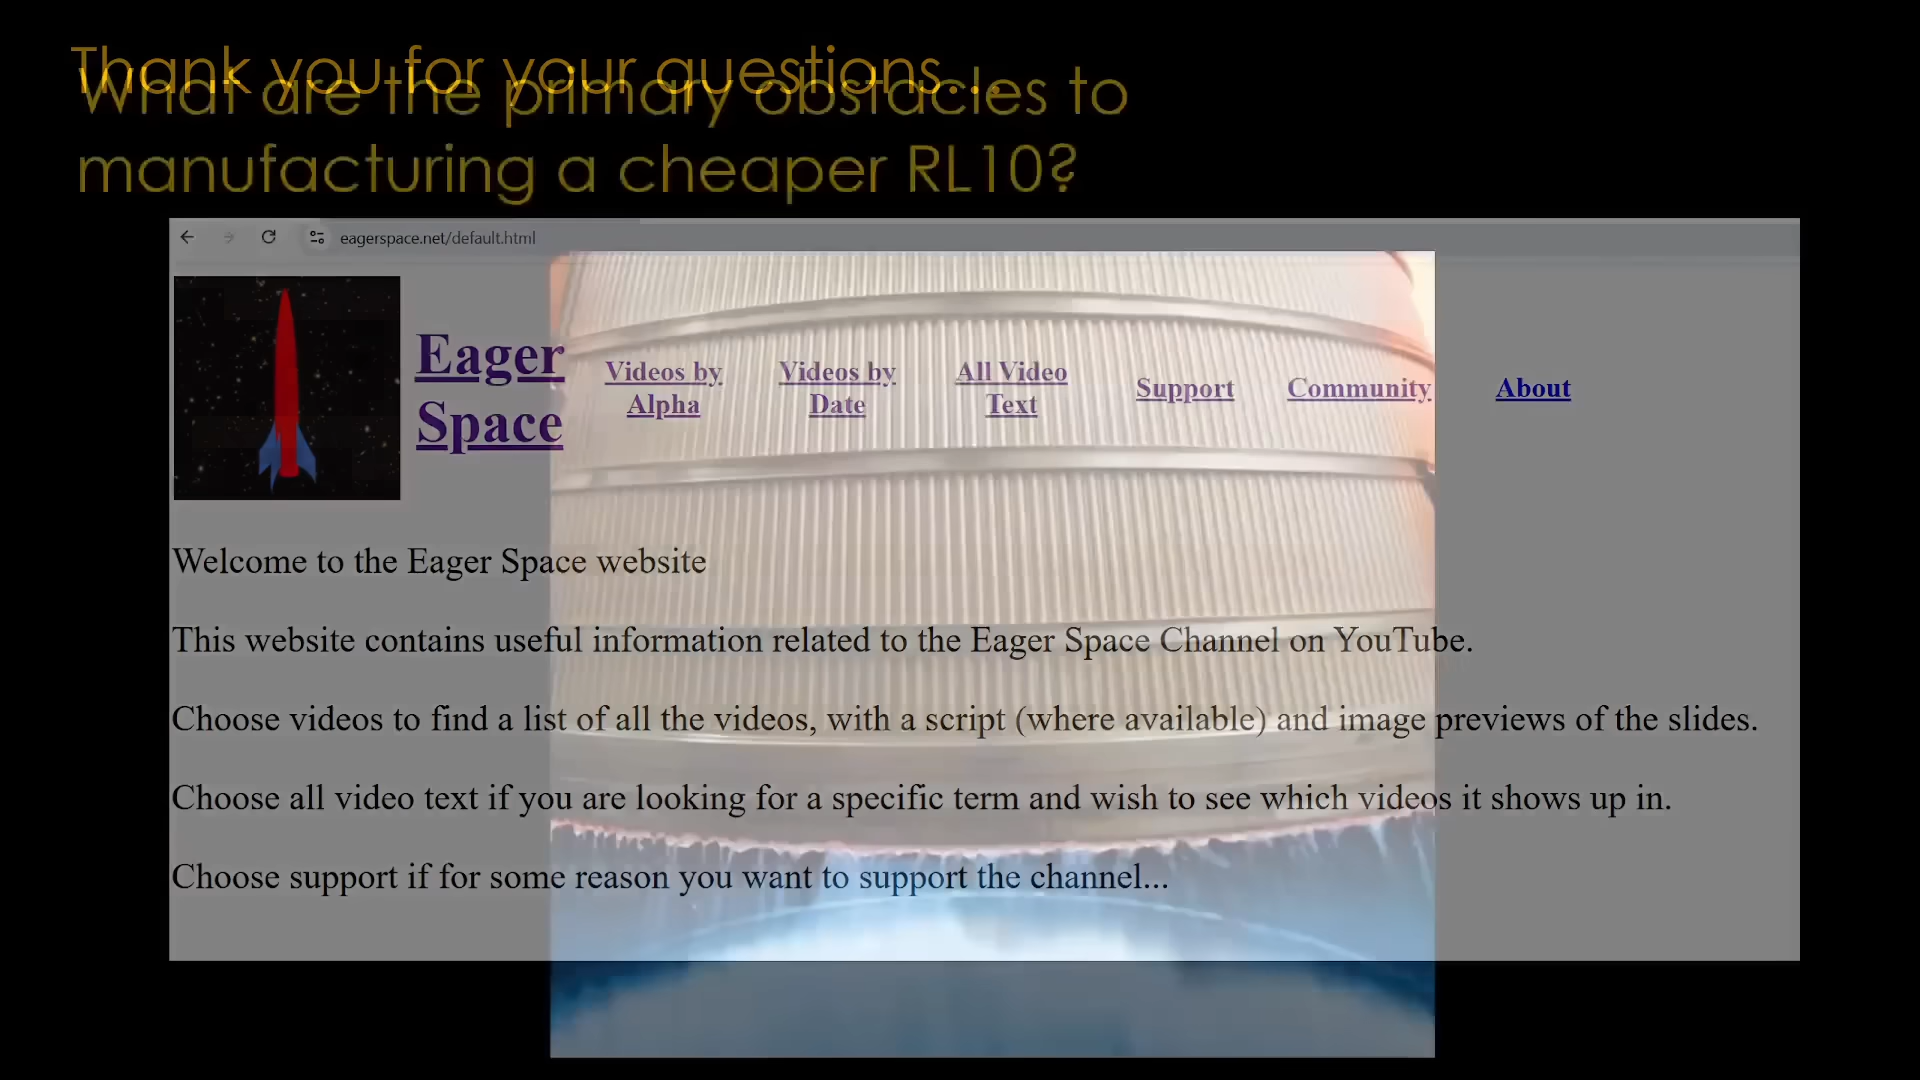 Thank you for your questions...
What are the primary obstacles to
manufacturing a cheaper RL10?
eagerspace.net/default.html
Eager
Space
Videos by
Alpha
Videos by
Date
All Video
Text
Support
Community
About
Welcome to the Eager Space website
This website contains useful information related to the Eager Space Channel on YouTube.
Choose videos to find a list of all the videos, with a script (where available) and image previews of the slides.
Choose all video text if you are looking for a specific term and wish to see which videos it shows up in.
Choose support if for some reason you want to support the channel...